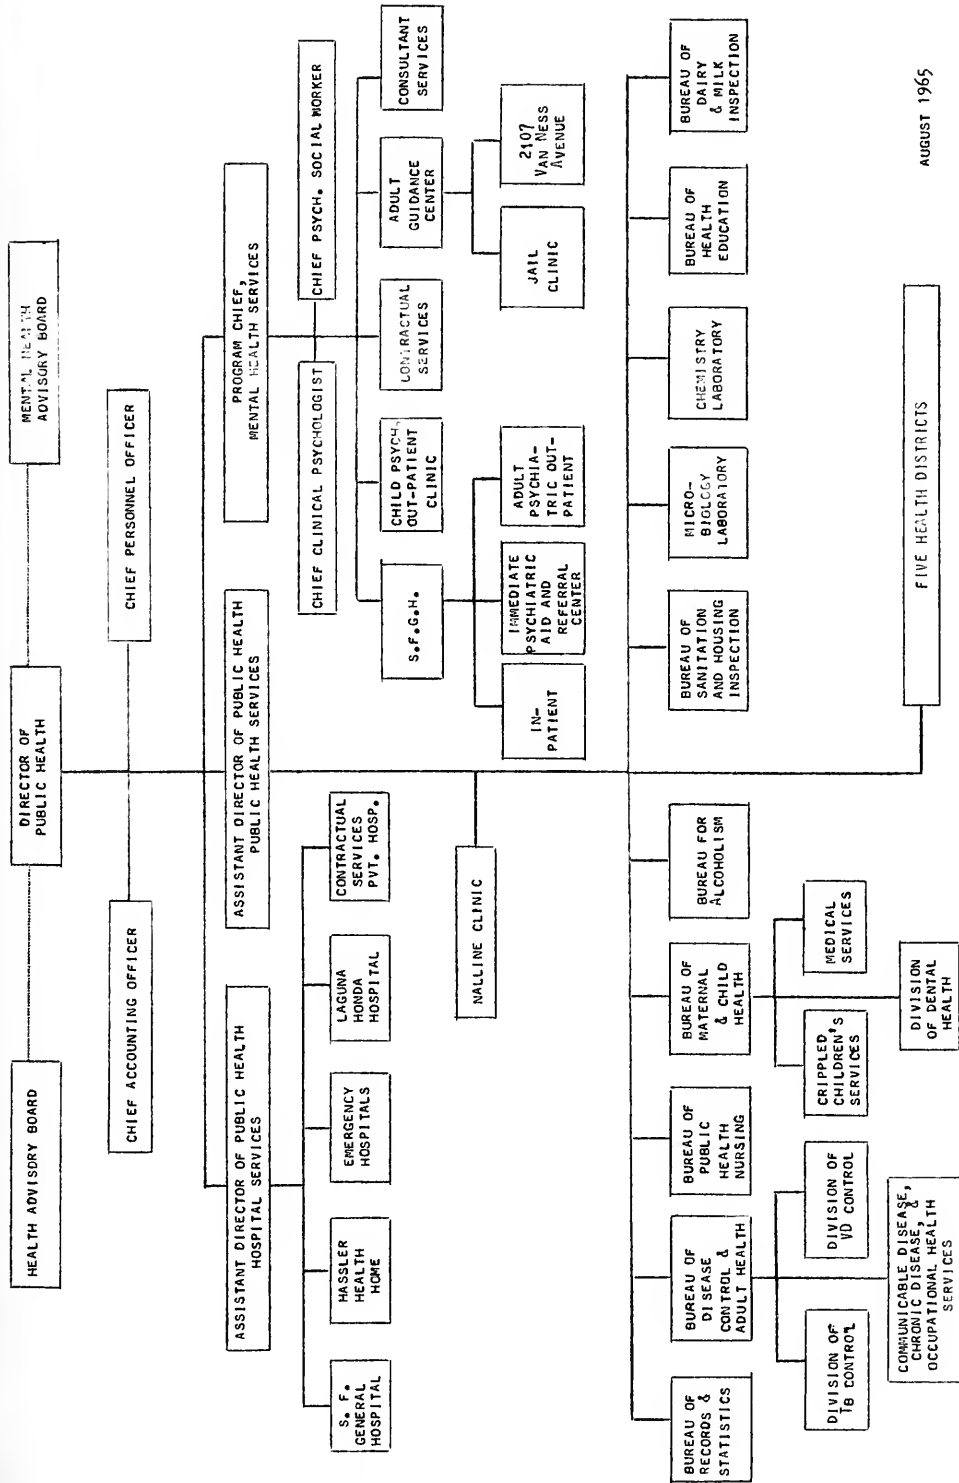 HEALTH ADVISORY BOARD
DIRECTOR OF
PUBLIC HEALTH
MENTAL HEALTH
ADVISORY BOARD
CHIEF ACCOUNTING OFFICER
CHIEF PERSONNEL OFFICER
ASSISTANT DIRECTOR OF PUBLIC HEALTH
HOSPITAL SERVICES
ASSISTANT DIRECTOR OF PUBLIC HEALTH
PUBLIC HEALTH SERVICES
PROGRAM CHIEF,
MENTAL HEALTH SERVICES
CHIEF CLINICAL PSYCHOLOGIST
CHIEF PSYCH. SOCIAL WORKER
S. F.
GENERAL
HOSPITAL
HASSLER
HEALTH
HOME
EMERGENCY
HOSPITALS
LAGUNA
HONDA
HOSPITAL
CONTRACTUAL
SERVICES
PVT. HOSP.
S.F.G.H.
CHILD PSYCH.
OUT-PATIENT
CLINIC
CONTRACTUAL
SERVICES
ADULT
GUIDANCE
CENTER
CONSULTANT
SERVICES
IN-
PATIENT
IMMEDIATE
PSYCHIATRIC
AID AND
REFERRAL
CENTER
ADULT
PSYCHIA-
TRIC OUT-
PATIENT
JAIL
CLINIC
2107
VAN NESS
AVENUE
NALLINE CLINIC
BUREAU OF
RECORDS &
STATISTICS
BUREAU OF
DISEASE
CONTROL &
ADULT HEALTH
BUREAU OF
PUBLIC
HEALTH
NURSING
BUREAU OF
MATERNAL
& CHILD
HEALTH
BUREAU FOR
ALCOHOLISM
BUREAU OF
SANITATION
AND HOUSING
INSPECTION
MICRO-
BIOLOGY
LABORATORY
CHEMISTRY
LABORATORY
BUREAU OF
HEALTH
EDUCATION
BUREAU OF
DAIRY
& MILK
INSPECTION
DIVISION OF
TB CONTROL
DIVISION OF
VD CONTROL
CRIPPLED
CHILDREN'S
SERVICES
MEDICAL
SERVICES
COMMUNICABLE DISEASE,
CHRONIC DISEASE, &
OCCUPATIONAL HEALTH
SERVICES
DIVISION
OF DENTAL
HEALTH
FIVE HEALTH DISTRICTS
AUGUST 1965